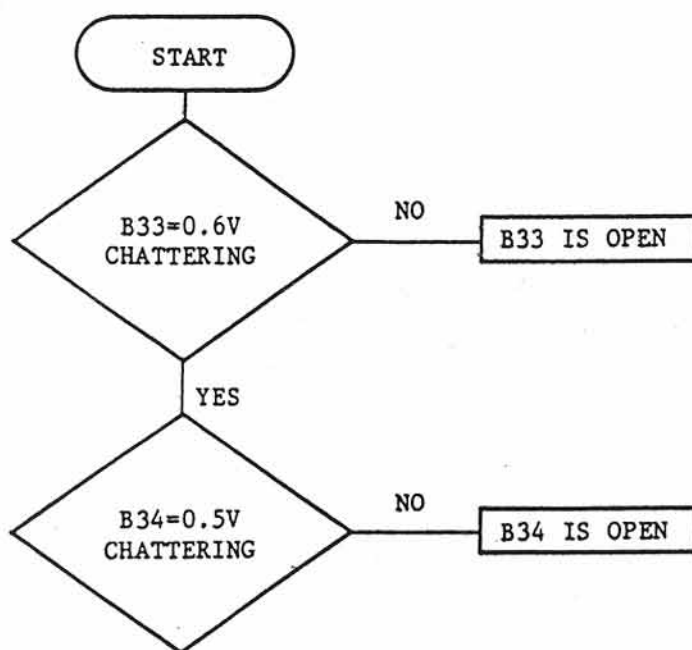 START
B33=0.6V
CHATTERING
NO
B33 IS OPEN
YES
B34=0.5V
CHATTERING
NO
B34 IS OPEN